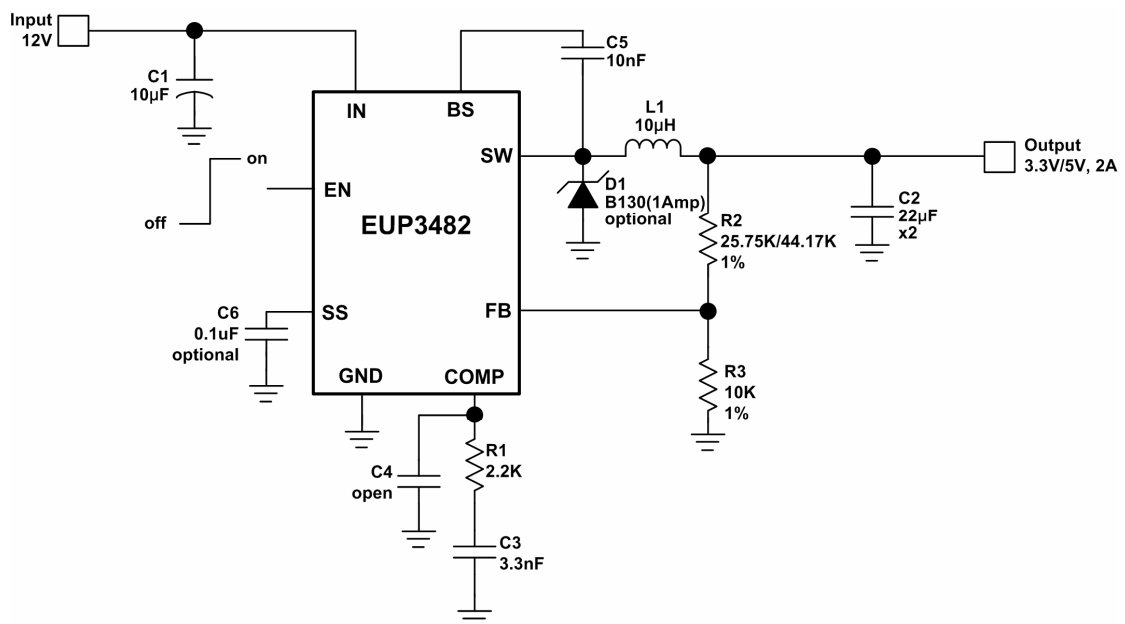 Input
12V
C1
10µF
IN
BS
C5
10nF
L1
10µH
SW
Output
3.3V/5V, 2A
on
off
EN
EUP3482
D1
B130(1Amp)
optional
C2
22µF
x2
R2
25.75K/44.17K
1%
C6
0.1uF
optional
SS
FB
GND
COMP
R3
10K
1%
R1
2.2K
C4
open
C3
3.3nF